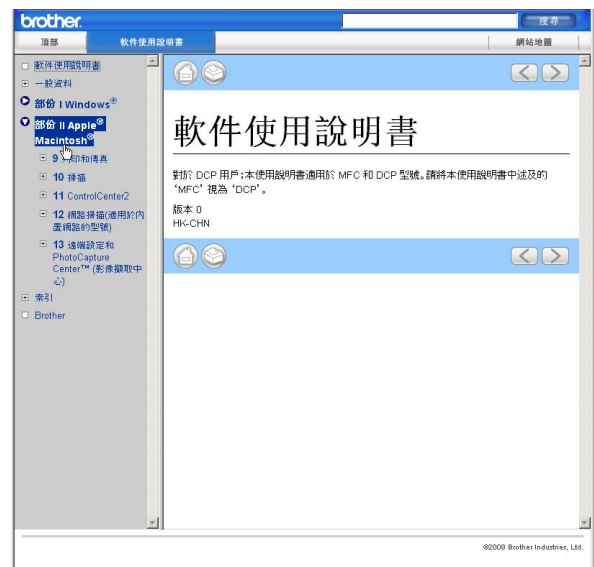 brother.
搜尋
頂部
軟件使用說明書
網站地圖
軟件使用說明書
一般資料
部份 I Windows®
部份 II Apple®
Macintosh®
9 列印和傳真
10 掃描
11 ControlCenter2
12 網路掃描(適用於內
置網路的型號)
13 遠端設定和
PhotoCapture
Center™ (影像擷取中
心)
索引
Brother
軟件使用說明書
對於 DCP 用戶;本使用說明書適用於 MFC 和 DCP 型號。請將本使用說明書中述及的
‘MFC’視為‘DCP’。
版本 0
HK-CHN
©2008 Brother Industries, Ltd.